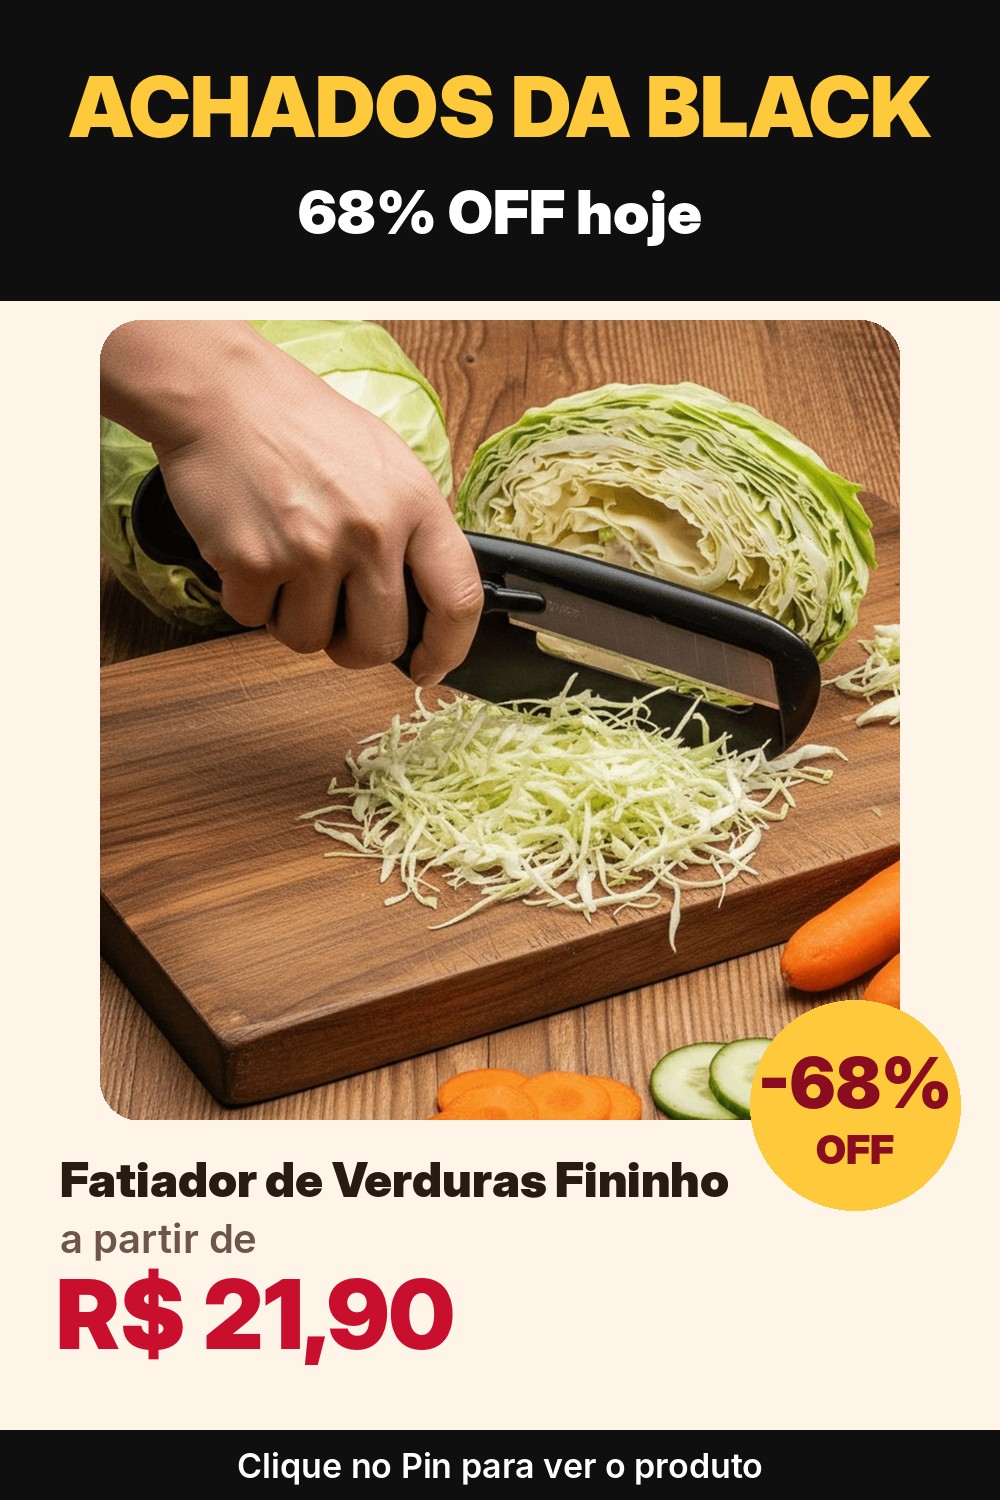 ACHADOS DA BLACK
68% OFF hoje
-68%
OFF
Fatiador de Verduras Fininho
a partir de
R$ 21,90
Clique no Pin para ver o produto